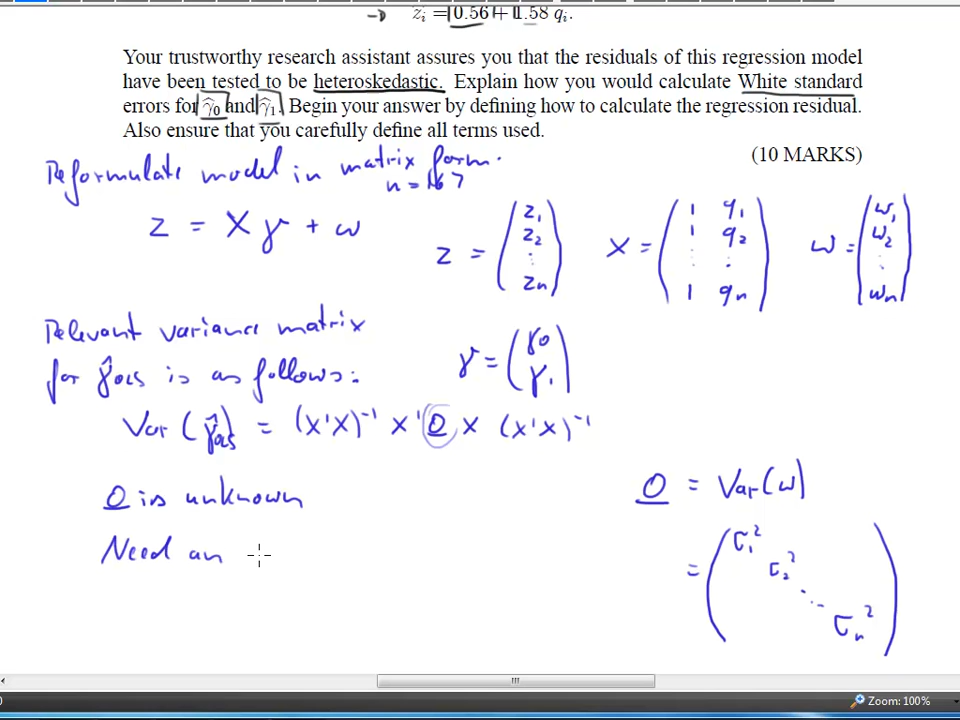 → zᵢ = 0.56 + 1.58 qᵢ.
Your trustworthy research assistant assures you that the residuals of this regression model
have been tested to be heteroskedastic. Explain how you would calculate White standard
errors for γ̂₀ and γ̂₁. Begin your answer by defining how to calculate the regression residual.
Also ensure that you carefully define all terms used.
(10 MARKS)
Reformulate model in matrix form.
n = 167
z = X γ + ω
z = (z₁ z₂ ⋮ zₙ) X = (1 q₁ 1 q₂ ⋮ ⋮ 1 qₙ) ω = (ω₁ ω₂ ⋮ ωₙ)
Relevant variance matrix
for γ̂ols is as follows:
γ = (γ₀ γ₁)
Var (γ̂ols) = (X'X)⁻¹ X' Ω X (X'X)⁻¹
Ω is unknown
Ω = Var(ω)
Need an
= (σ₁² σ₂² ⋱ σₙ²)
Zoom: 100%